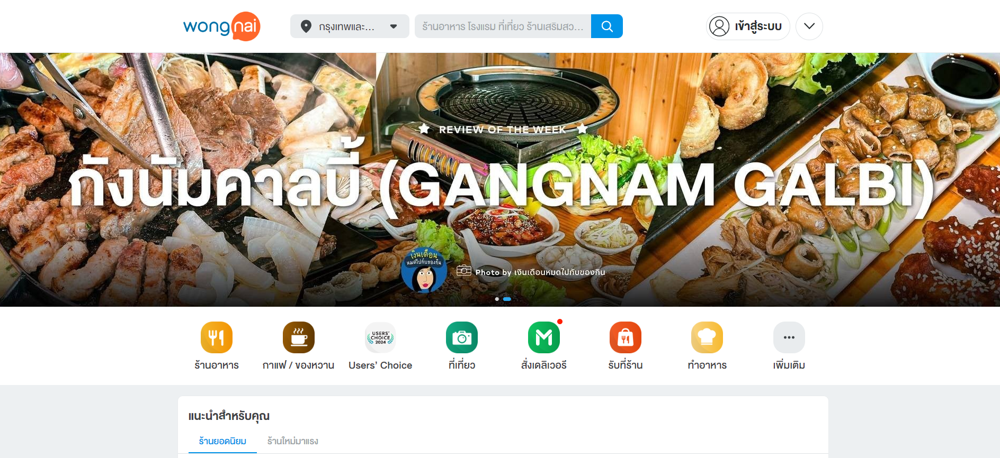 wongnai
กรุงเทพและ...
ร้านอาหาร โรงแรม ที่เที่ยว ร้านเสริมสว...
เข้าสู่ระบบ
REVIEW OF THE WEEK
กังนัมคาลบี้ (GANGNAM GALBI)
เงินเดือน
หมดไปกับของกิน
Photo by เงินเดือนหมดไปกับของกิน
USERS'
CHOICE
2024
ร้านอาหาร
กาแฟ / ของหวาน
Users’ Choice
ที่เที่ยว
สั่งเดลิเวอรี
รับที่ร้าน
ทำอาหาร
เพิ่มเติม
แนะนำสำหรับคุณ
ร้านยอดนิยม
ร้านใหม่มาแรง